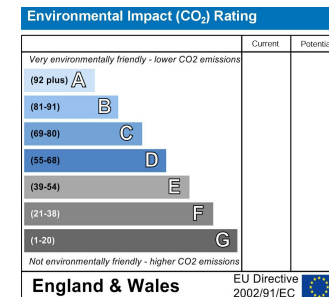 Environmental Impact (CO₂) Rating
Current Potential
Very environmentally friendly - lower CO2 emissions
(92 plus) A
(81-91) B
(69-80) C
(55-68) D
(39-54) E
(21-38) F
(1-20) G
Not environmentally friendly - higher CO2 emissions
England & Wales
EU Directive
2002/91/EC